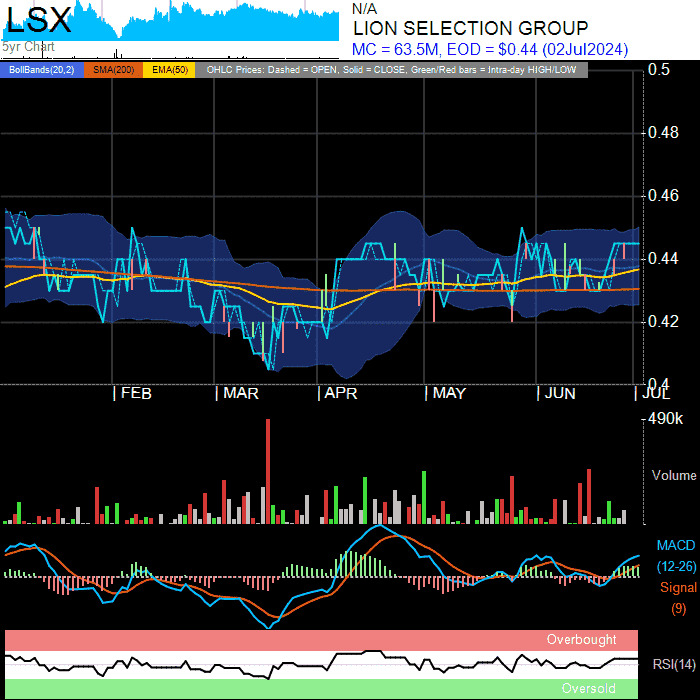 LSX
5yr Chart
N/A
LION SELECTION GROUP
MC = 63.5M, EOD = $0.44 (02Jul2024)
BollBands(20,2) SMA(200) EMA(50) OHLC Prices: Dashed = OPEN, Solid = CLOSE, Green/Red bars = Intra-day HIGH/LOW
0.5
0.48
0.46
0.44
0.42
0.4
FEB MAR APR MAY JUN JUL
490k
Volume
MACD
(12-26)
Signal
(9)
Overbought
RSI(14)
Oversold